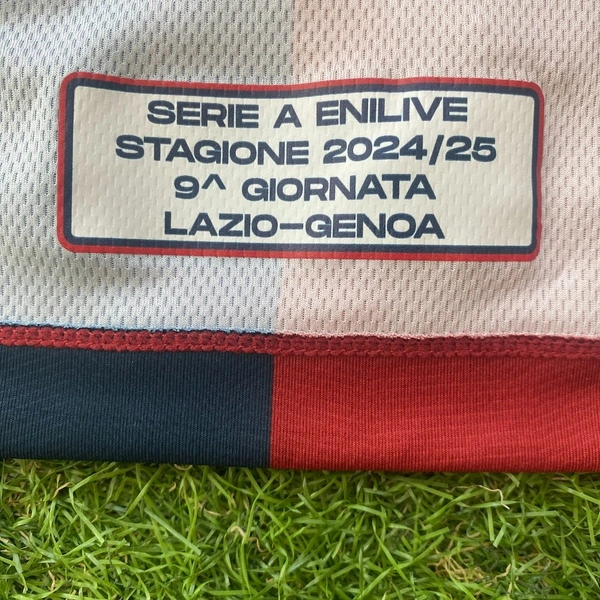 SERIE A ENILIVE
STAGIONE 2024/25
9^ GIORNATA
LAZIO-GENOA